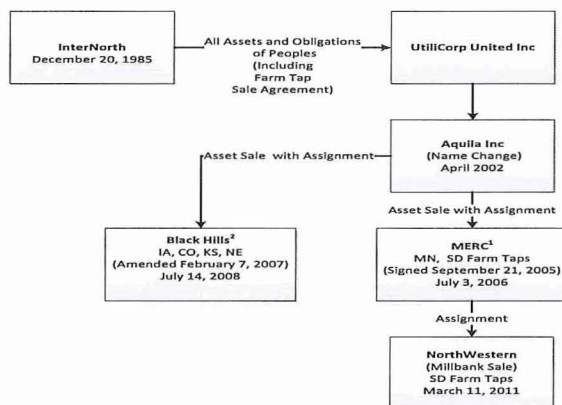 InterNorth
December 20, 1985
All Assets and Obligations
of Peoples
(Including
Farm Tap
Sale Agreement)
UtiliCorp United Inc
Aquila Inc
(Name Change)
April 2002
Asset Sale with Assignment
Asset Sale with Assignment
Black Hills²
IA, CO, KS, NE
(Amended February 7, 2007)
July 14, 2008
MERC¹
MN, SD Farm Taps
(Signed September 21, 2005)
July 3, 2006
Assignment
NorthWestern
(Millbank Sale)
SD Farm Taps
March 11, 2011